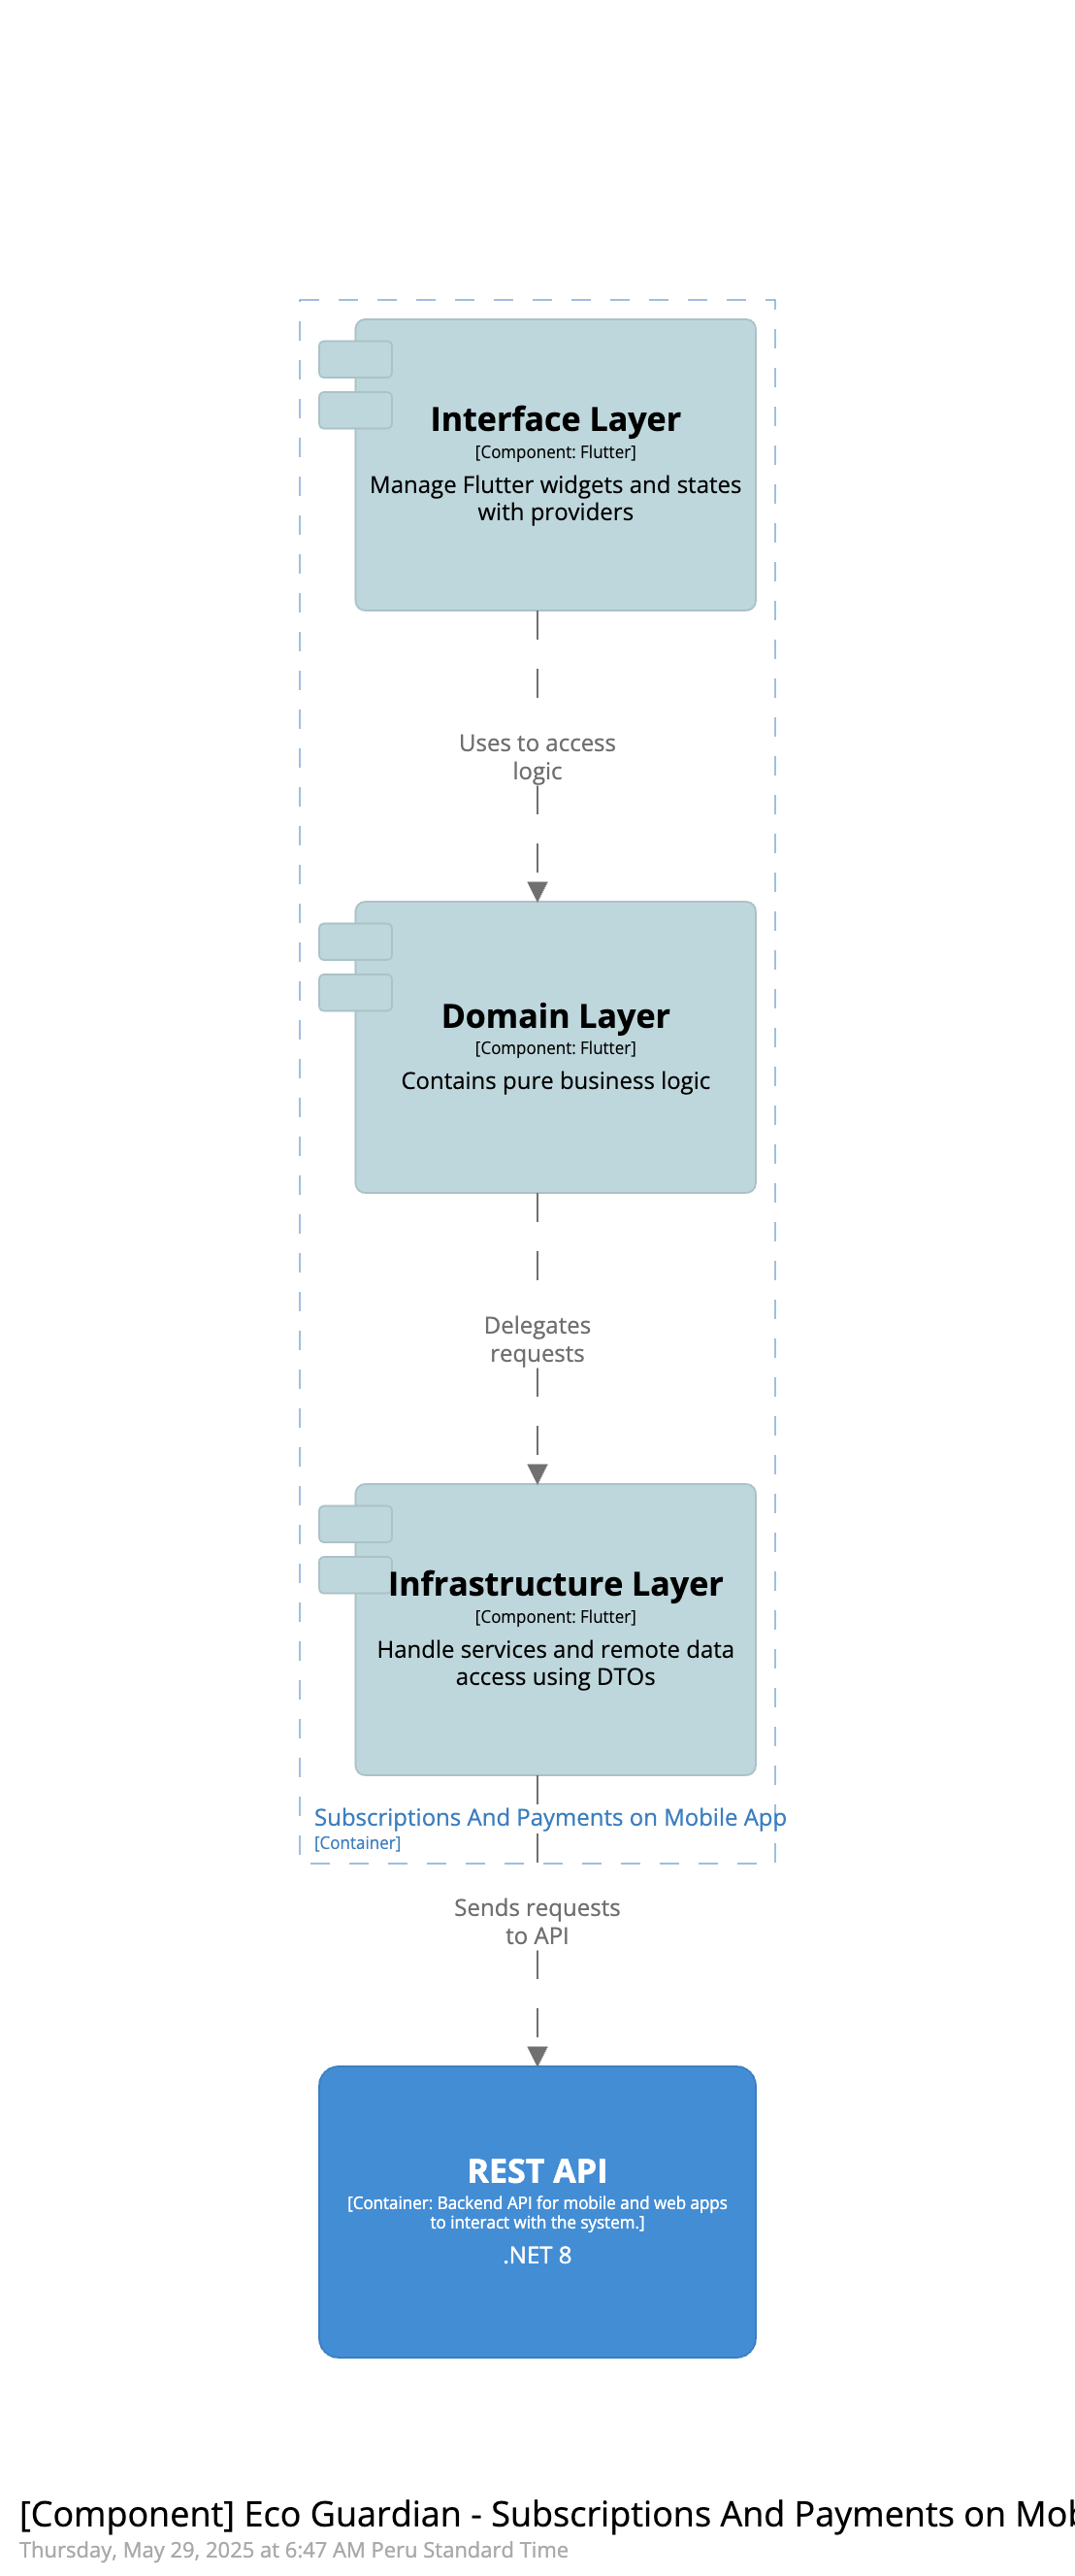 Interface Layer
[Component: Flutter]
Manage Flutter widgets and states
with providers
Uses to access
logic
Domain Layer
[Component: Flutter]
Contains pure business logic
Delegates
requests
Infrastructure Layer
[Component: Flutter]
Handle services and remote data
access using DTOs
Subscriptions And Payments on Mobile App
[Container]
Sends requests
to API
REST API
[Container: Backend API for mobile and web apps
to interact with the system.]
.NET 8
[Component] Eco Guardian - Subscriptions And Payments on
Thursday, May 29, 2025 at 6:47 AM Peru Standard Time